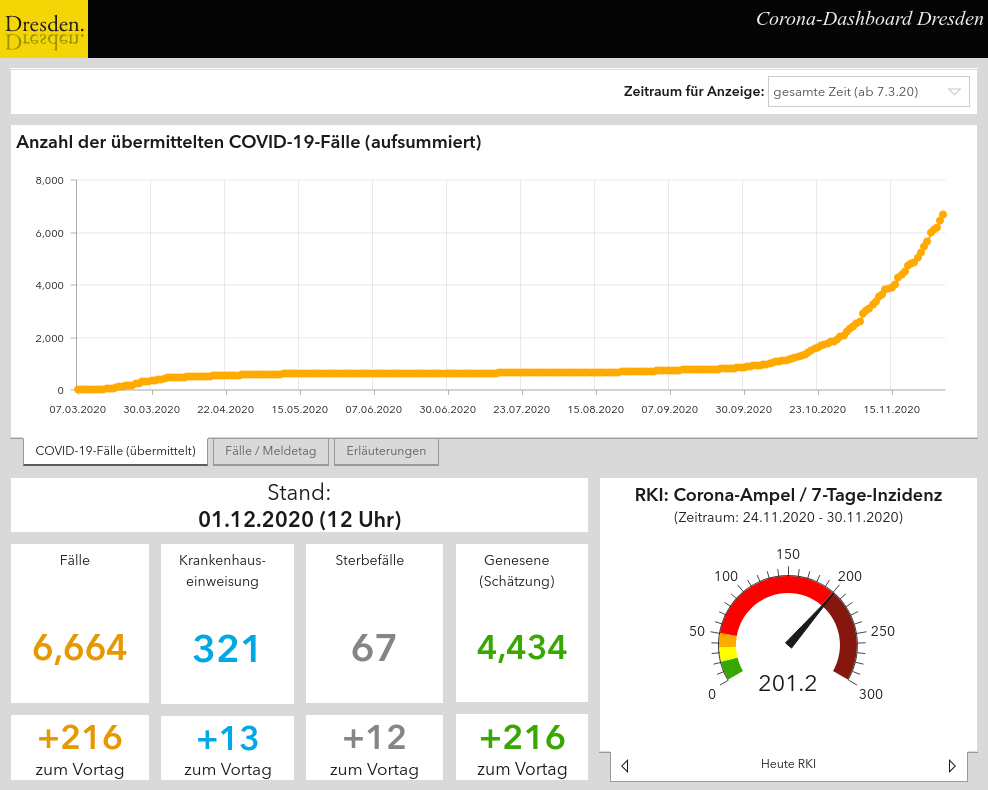 Dresden.
Dresden.
Corona-Dashboard Dresden
Zeitraum für Anzeige: gesamte Zeit (ab 7.3.20)
Anzahl der übermittelten COVID-19-Fälle (aufsummiert)
8,000
6,000
4,000
2,000
0
07.03.2020 30.03.2020 22.04.2020 15.05.2020 07.06.2020 30.06.2020 23.07.2020 15.08.2020 07.09.2020 30.09.2020 23.10.2020 15.11.2020
COVID-19-Fälle (übermittelt) Fälle / Meldetag Erläuterungen
Stand:
01.12.2020 (12 Uhr)
Fälle
6,664
+216
zum Vortag
Krankenhaus-
einweisung
321
+13
zum Vortag
Sterbefälle
67
+12
zum Vortag
Genesene
(Schätzung)
4,434
+216
zum Vortag
RKI: Corona-Ampel / 7-Tage-Inzidenz
(Zeitraum: 24.11.2020 - 30.11.2020)
150
100 200
50 250
0 300
201.2
Heute RKI